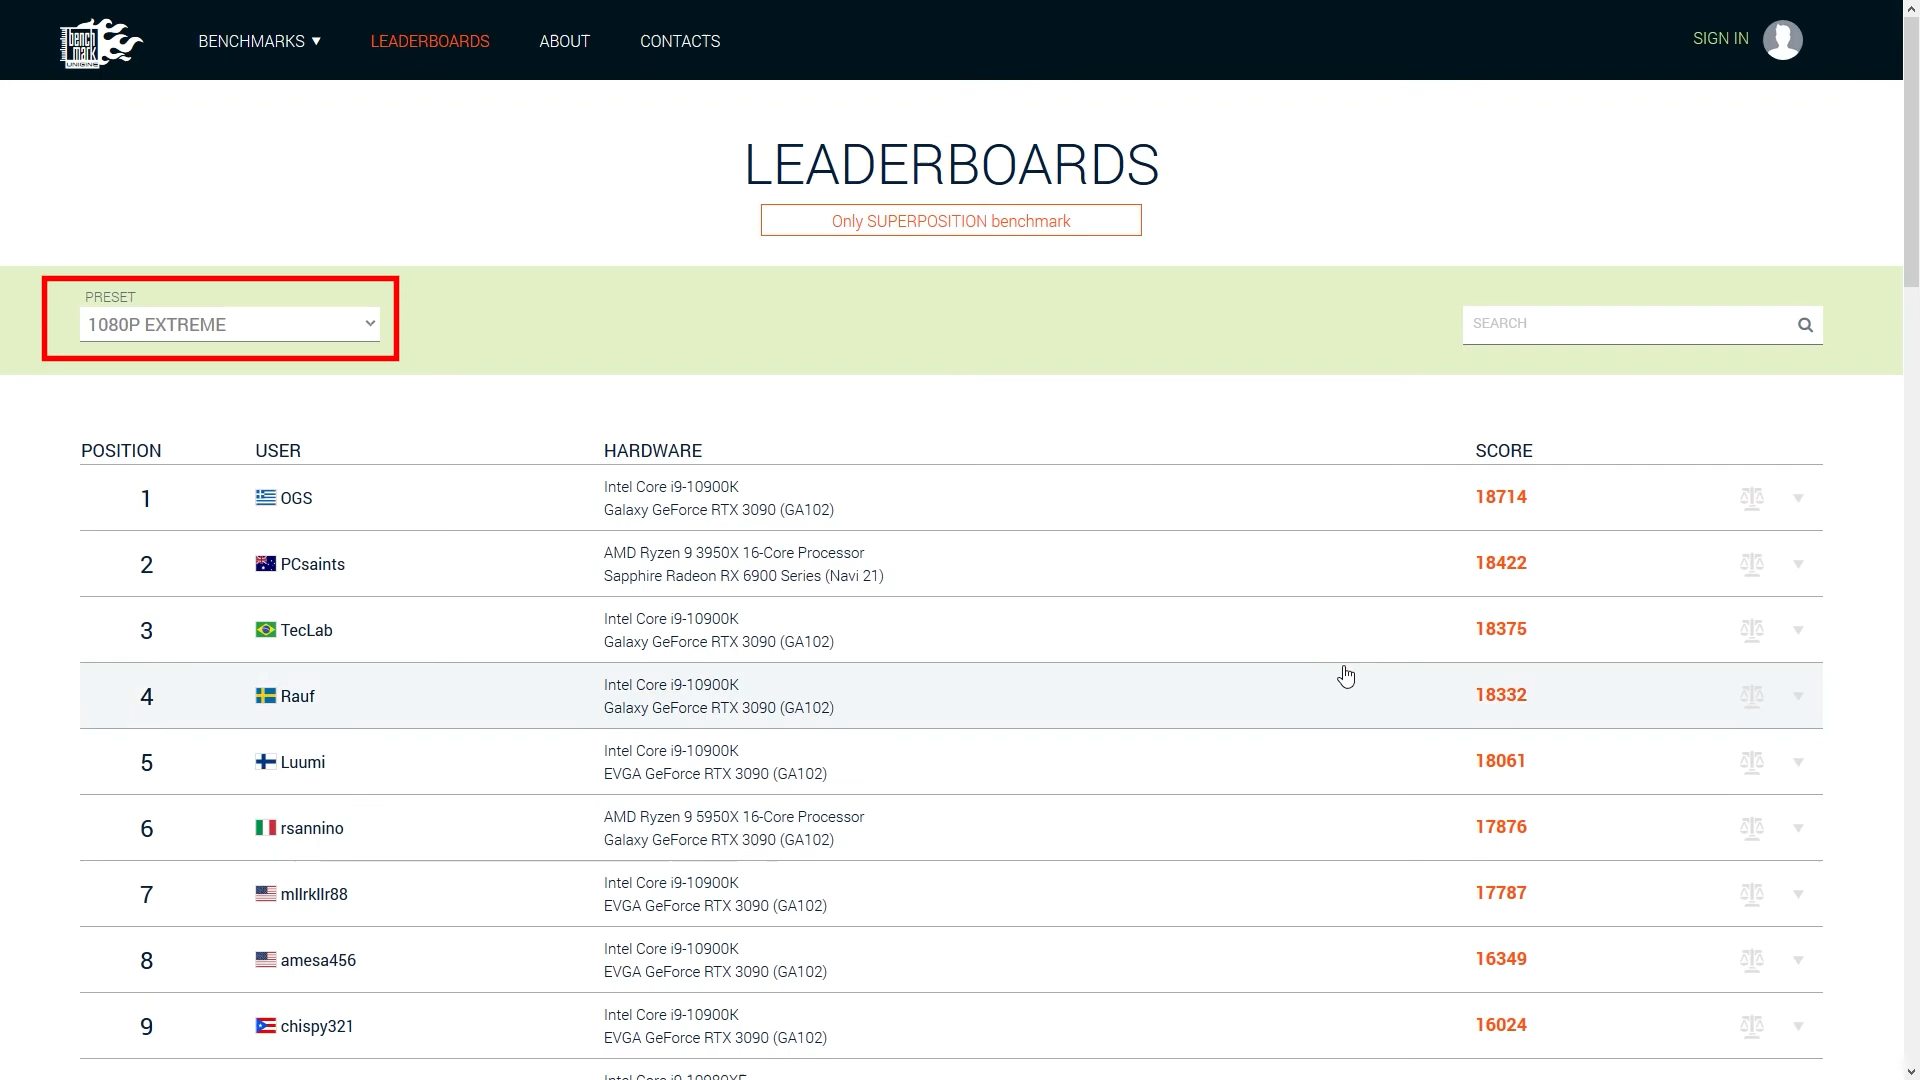 bench
mark
UNIGINE
BENCHMARKS ▼
LEADERBOARDS
ABOUT
CONTACTS
SIGN IN
LEADERBOARDS
Only SUPERPOSITION benchmark
PRESET
1080P EXTREME
SEARCH
POSITION USER HARDWARE SCORE
1 OGS Intel Core i9-10900K 18714
Galaxy GeForce RTX 3090 (GA102)
2 PCsaints AMD Ryzen 9 3950X 16-Core Processor 18422
Sapphire Radeon RX 6900 Series (Navi 21)
3 TecLab Intel Core i9-10900K 18375
Galaxy GeForce RTX 3090 (GA102)
4 Rauf Intel Core i9-10900K 18332
Galaxy GeForce RTX 3090 (GA102)
5 Luumi Intel Core i9-10900K 18061
EVGA GeForce RTX 3090 (GA102)
6 rsannino AMD Ryzen 9 5950X 16-Core Processor 17876
Galaxy GeForce RTX 3090 (GA102)
7 mllrkllr88 Intel Core i9-10900K 17787
EVGA GeForce RTX 3090 (GA102)
8 amesa456 Intel Core i9-10900K 16349
EVGA GeForce RTX 3090 (GA102)
9 chispy321 Intel Core i9-10900K 16024
EVGA GeForce RTX 3090 (GA102)
Intel Core i9-10980XE